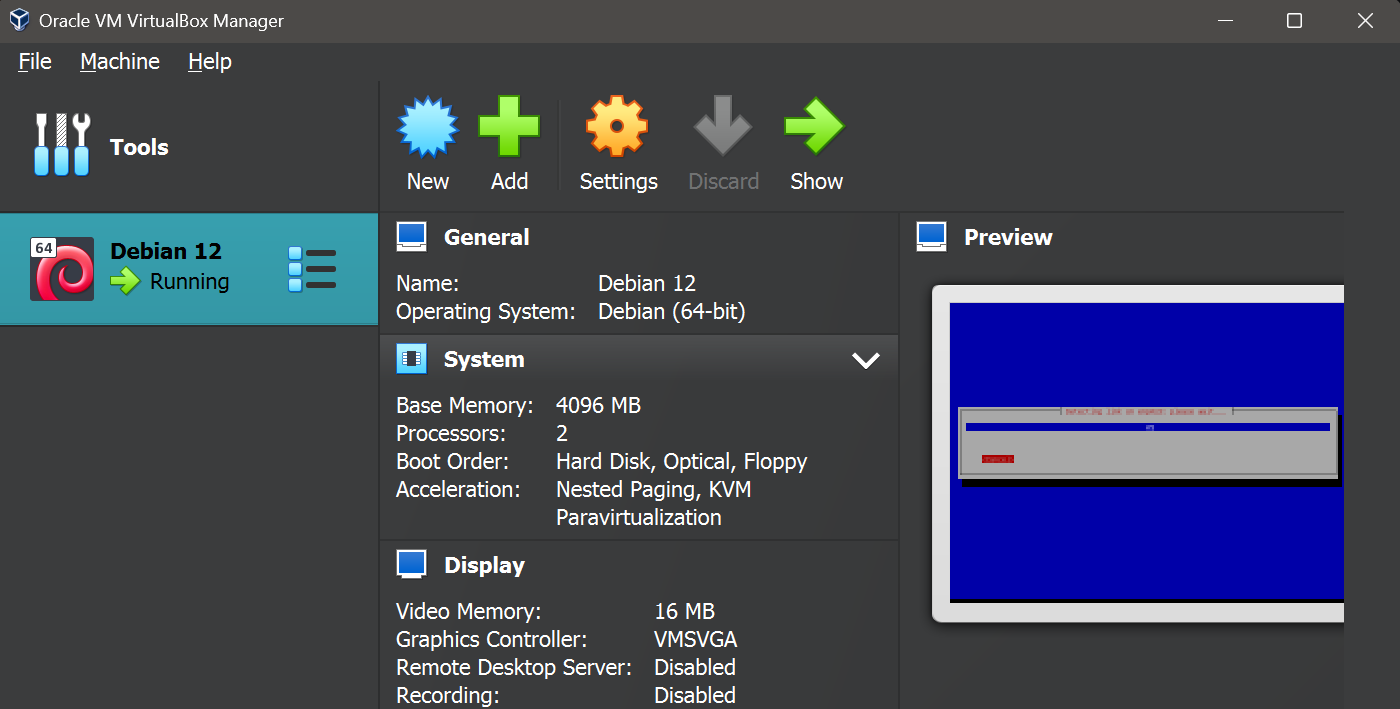 Oracle VM VirtualBox Manager
File Machine Help
Tools
New Add Settings Discard Show
64
Debian 12
Running
General
Name: Debian 12
Operating System: Debian (64-bit)
System
Base Memory: 4096 MB
Processors: 2
Boot Order: Hard Disk, Optical, Floppy
Acceleration: Nested Paging, KVM
Paravirtualization
Display
Video Memory: 16 MB
Graphics Controller: VMSVGA
Remote Desktop Server: Disabled
Recording: Disabled
Preview